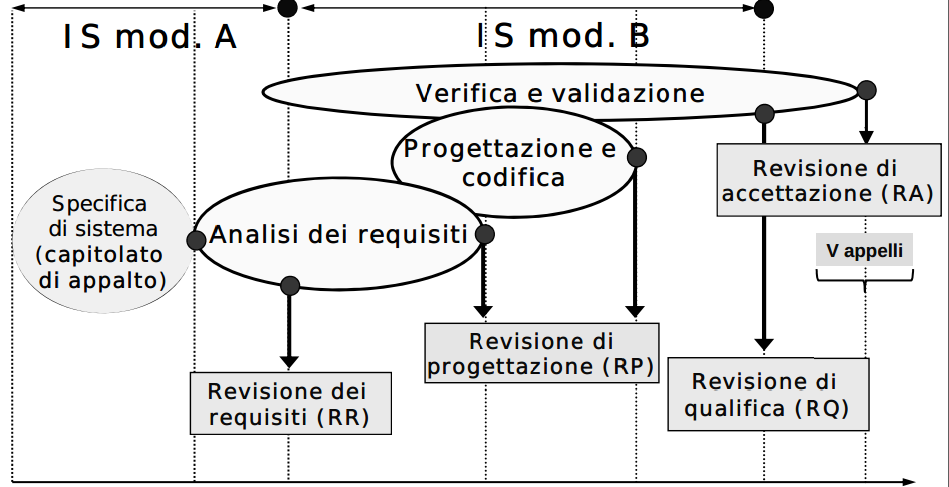 IS mod. A
IS mod. B
Verifica e validazione
Progettazione e
codifica
Revisione di
accettazione (RA)
Specifica
di sistema
(capitolato
di appalto)
Analisi dei requisiti
V appelli
Revisione di
progettazione (RP)
Revisione dei
requisiti (RR)
Revisione di
qualifica (RQ)